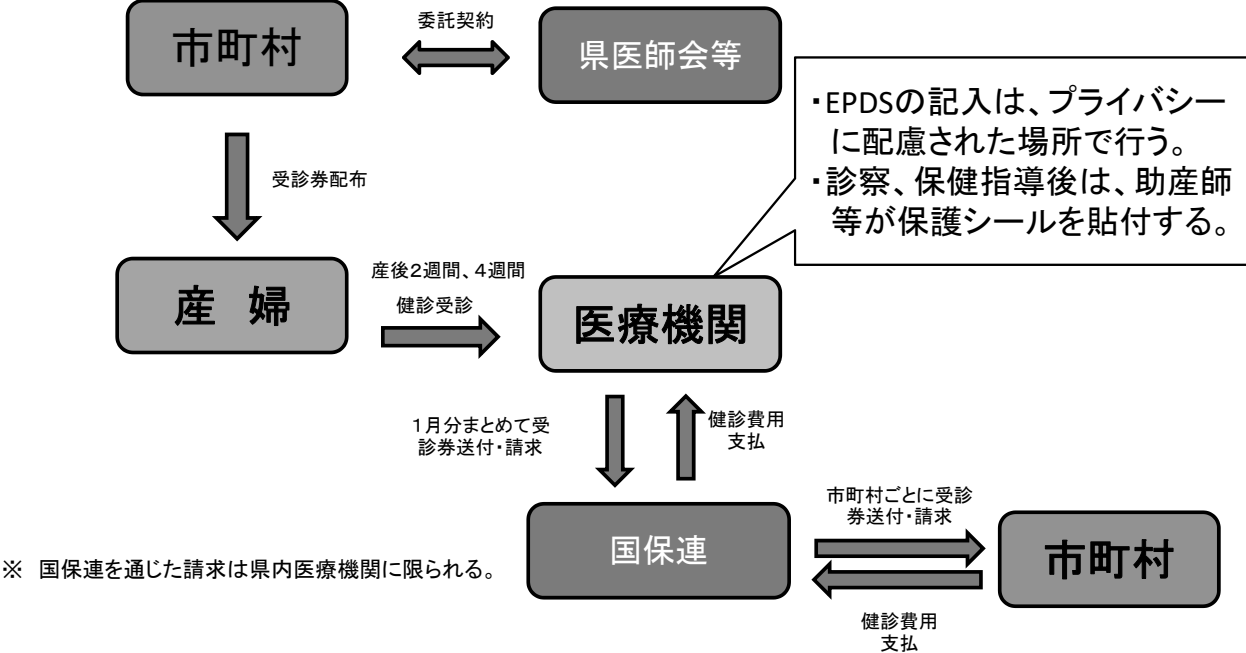 委託契約
市町村
県医師会等
・EPDSの記入は、プライバシー
に配慮された場所で行う。
・診察、保健指導後は、助産師
等が保護シールを貼付する。
受診券配布
産後2週間、4週間
健診受診
産　婦
医療機関
1月分まとめて受
診券送付・請求
健診費用
支払
市町村ごとに受診
券送付・請求
国保連
市町村
※　国保連を通じた請求は県内医療機関に限られる。
健診費用
支払